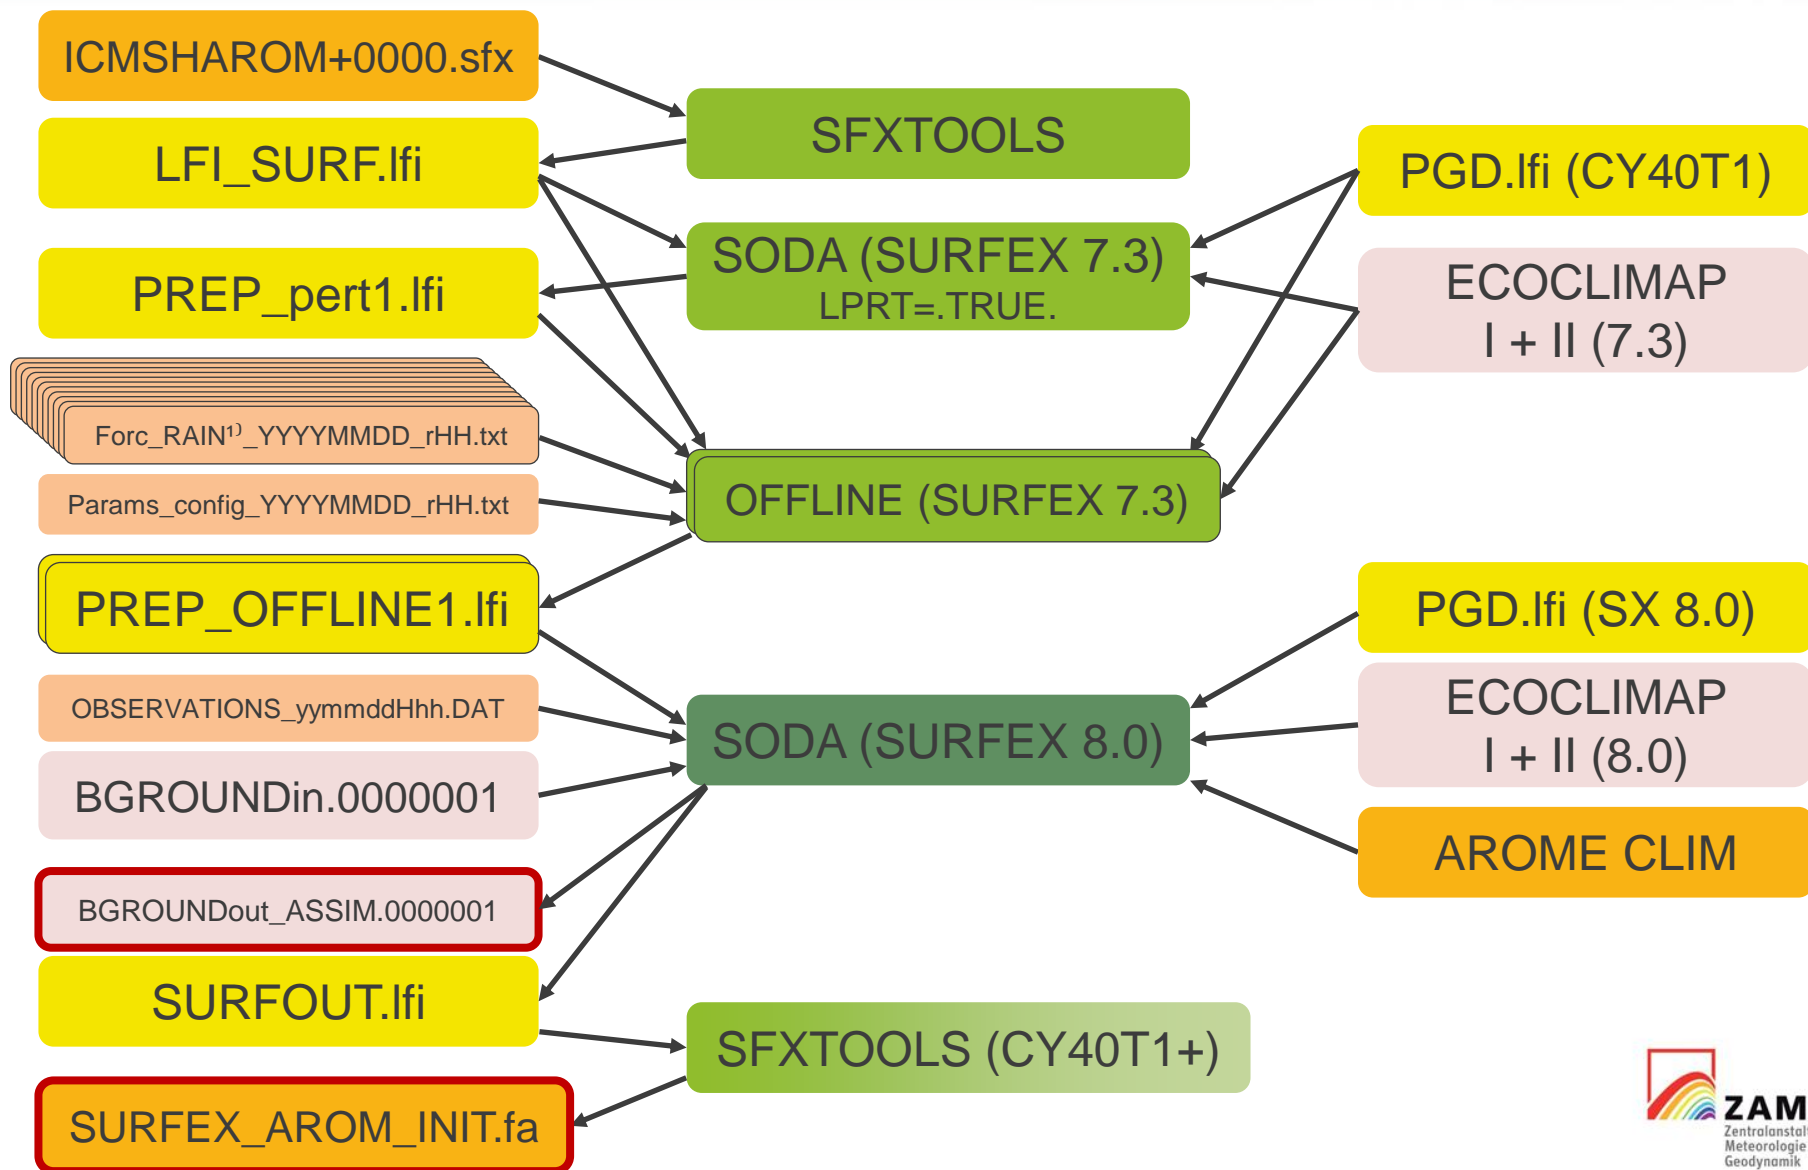 ICMSHAROM+0000.sfx
LFI_SURF.lfi
PREP_pert1.lfi
Forc_RAIN¹⁾_YYYYMMDD_rHH.txt
Params_config_YYYYMMDD_rHH.txt
PREP_OFFLINE1.lfi
OBSERVATIONS_yymmddHhh.DAT
BGROUNDin.0000001
BGROUNDout_ASSIM.0000001
SURFOUT.lfi
SURFEX_AROM_INIT.fa
SFXTOOLS
SODA (SURFEX 7.3)
LPRT=.TRUE.
OFFLINE (SURFEX 7.3)
SODA (SURFEX 8.0)
SFXTOOLS (CY40T1+)
PGD.lfi (CY40T1)
ECOCLIMAP
I + II (7.3)
PGD.lfi (SX 8.0)
ECOCLIMAP
I + II (8.0)
AROME CLIM
ZAM
Zentralanstalt
Meteorologie
Geodynamik